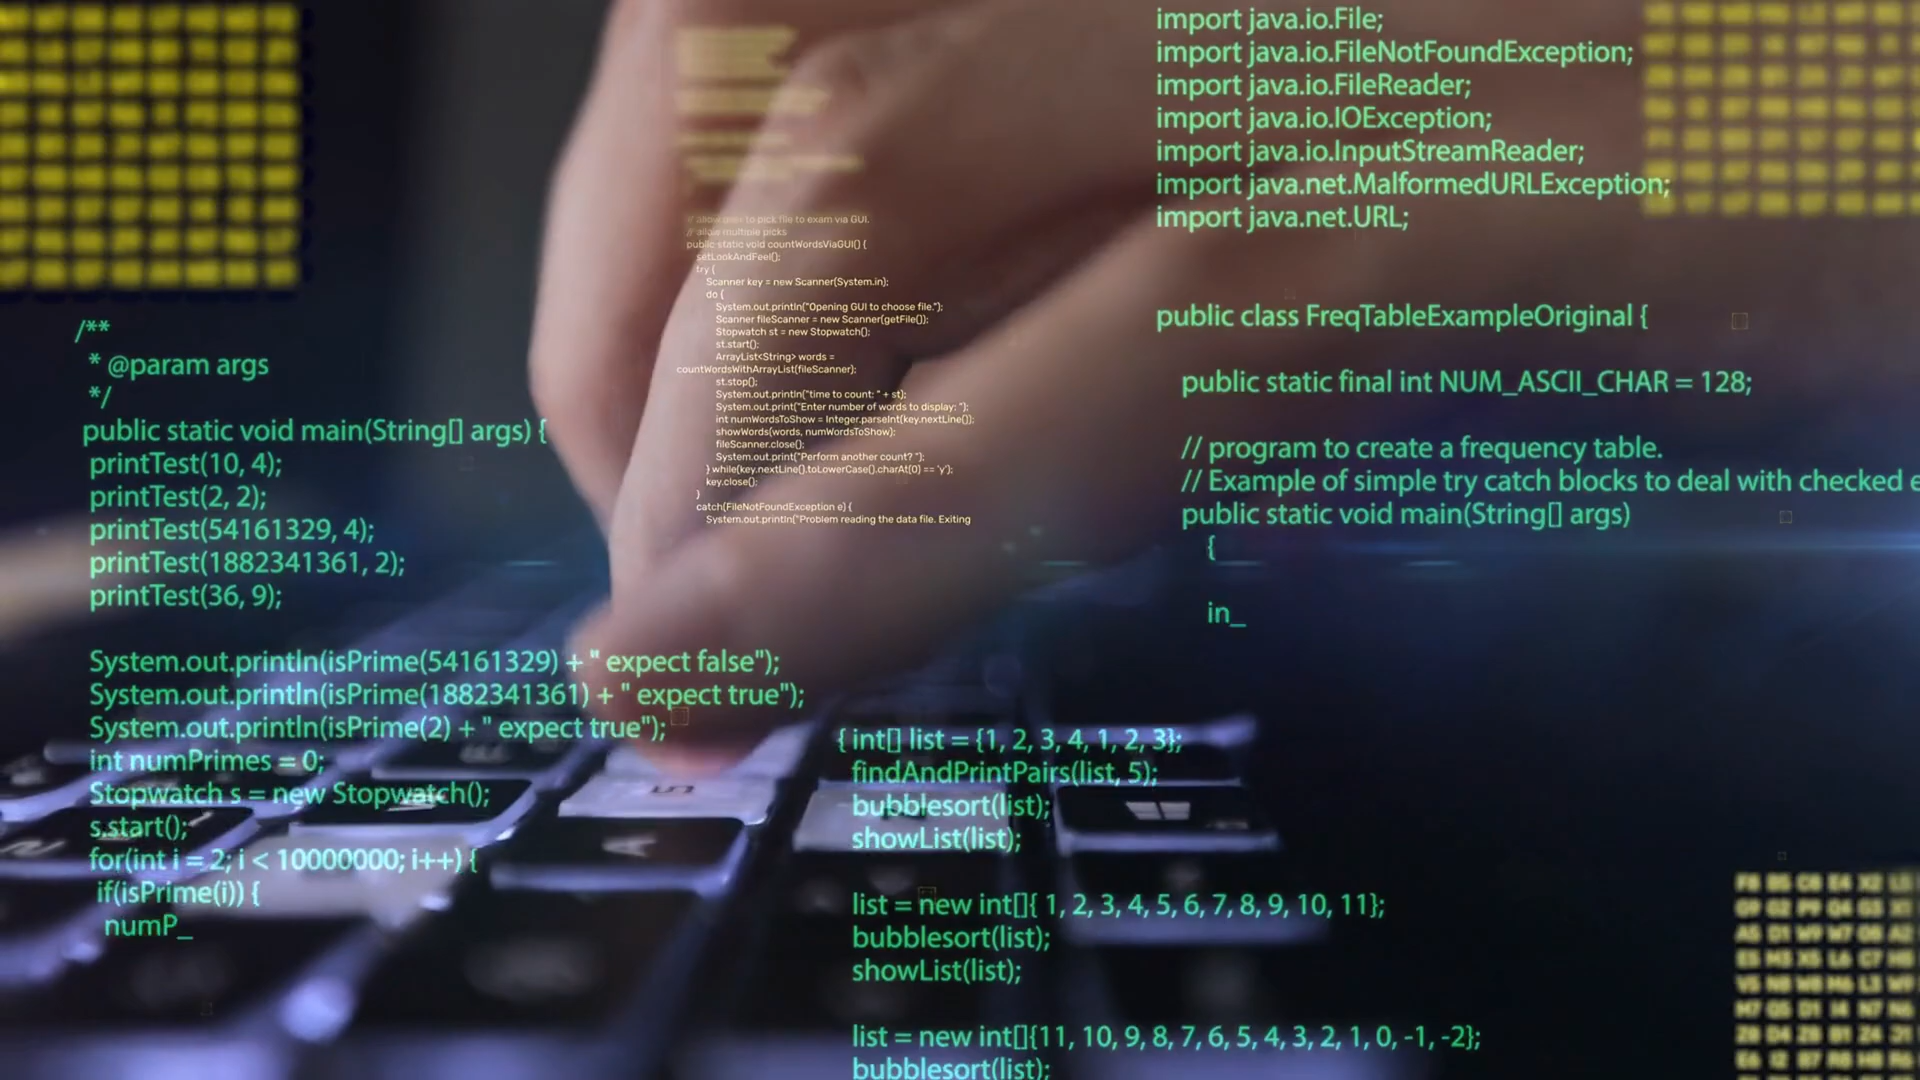 /**
* @param args
*/
public static void main(String[] args) {
printTest(10, 4);
printTest(2, 2);
printTest(54161329, 4);
printTest(1882341361, 2);
printTest(36, 9);
System.out.println(isPrime(54161329) + " expect false");
System.out.println(isPrime(1882341361) + " expect true");
System.out.println(isPrime(2) + " expect true");
int numPrimes = 0;
Stopwatch s = new Stopwatch();
s.start();
for(int i = 2; i < 10000000; i++) {
if(isPrime(i)) {
numP_
// allow user to pick file to exam via GUI.
// allow multiple picks
public static void countWordsViaGUI() {
setLookAndFeel();
try {
Scanner key = new Scanner(System.in);
do {
System.out.println("Opening GUI to choose file.");
Scanner fileScanner = new Scanner(getFile());
Stopwatch st = new Stopwatch();
st.start();
ArrayList<String> words =
countWordsWithArrayList(fileScanner);
st.stop();
System.out.println("time to count: " + st);
System.out.print("Enter number of words to display: ");
int numWordsToShow = Integer.parseInt(key.nextLine());
showWords(words, numWordsToShow);
fileScanner.close();
System.out.print("Perform another count? ");
} while(key.nextLine().toLowerCase().charAt(0) == 'y');
key.close();
}
catch(FileNotFoundException e) {
System.out.println("Problem reading the data file. Exiting
import java.io.File;
import java.io.FileNotFoundException;
import java.io.FileReader;
import java.io.IOException;
import java.io.InputStreamReader;
import java.net.MalformedURLException;
import java.net.URL;
public class FreqTableExampleOriginal {
public static final int NUM_ASCII_CHAR = 128;
// program to create a frequency table.
// Example of simple try catch blocks to deal with checked e
public static void main(String[] args)
{
in_
{ int[] list = {1, 2, 3, 4, 1, 2, 3};
findAndPrintPairs(list, 5);
bubblesort(list);
showList(list);
list = new int[]{ 1, 2, 3, 4, 5, 6, 7, 8, 9, 10, 11};
bubblesort(list);
showList(list);
list = new int[]{11, 10, 9, 8, 7, 6, 5, 4, 3, 2, 1, 0, -1, -2};
bubblesort(list);